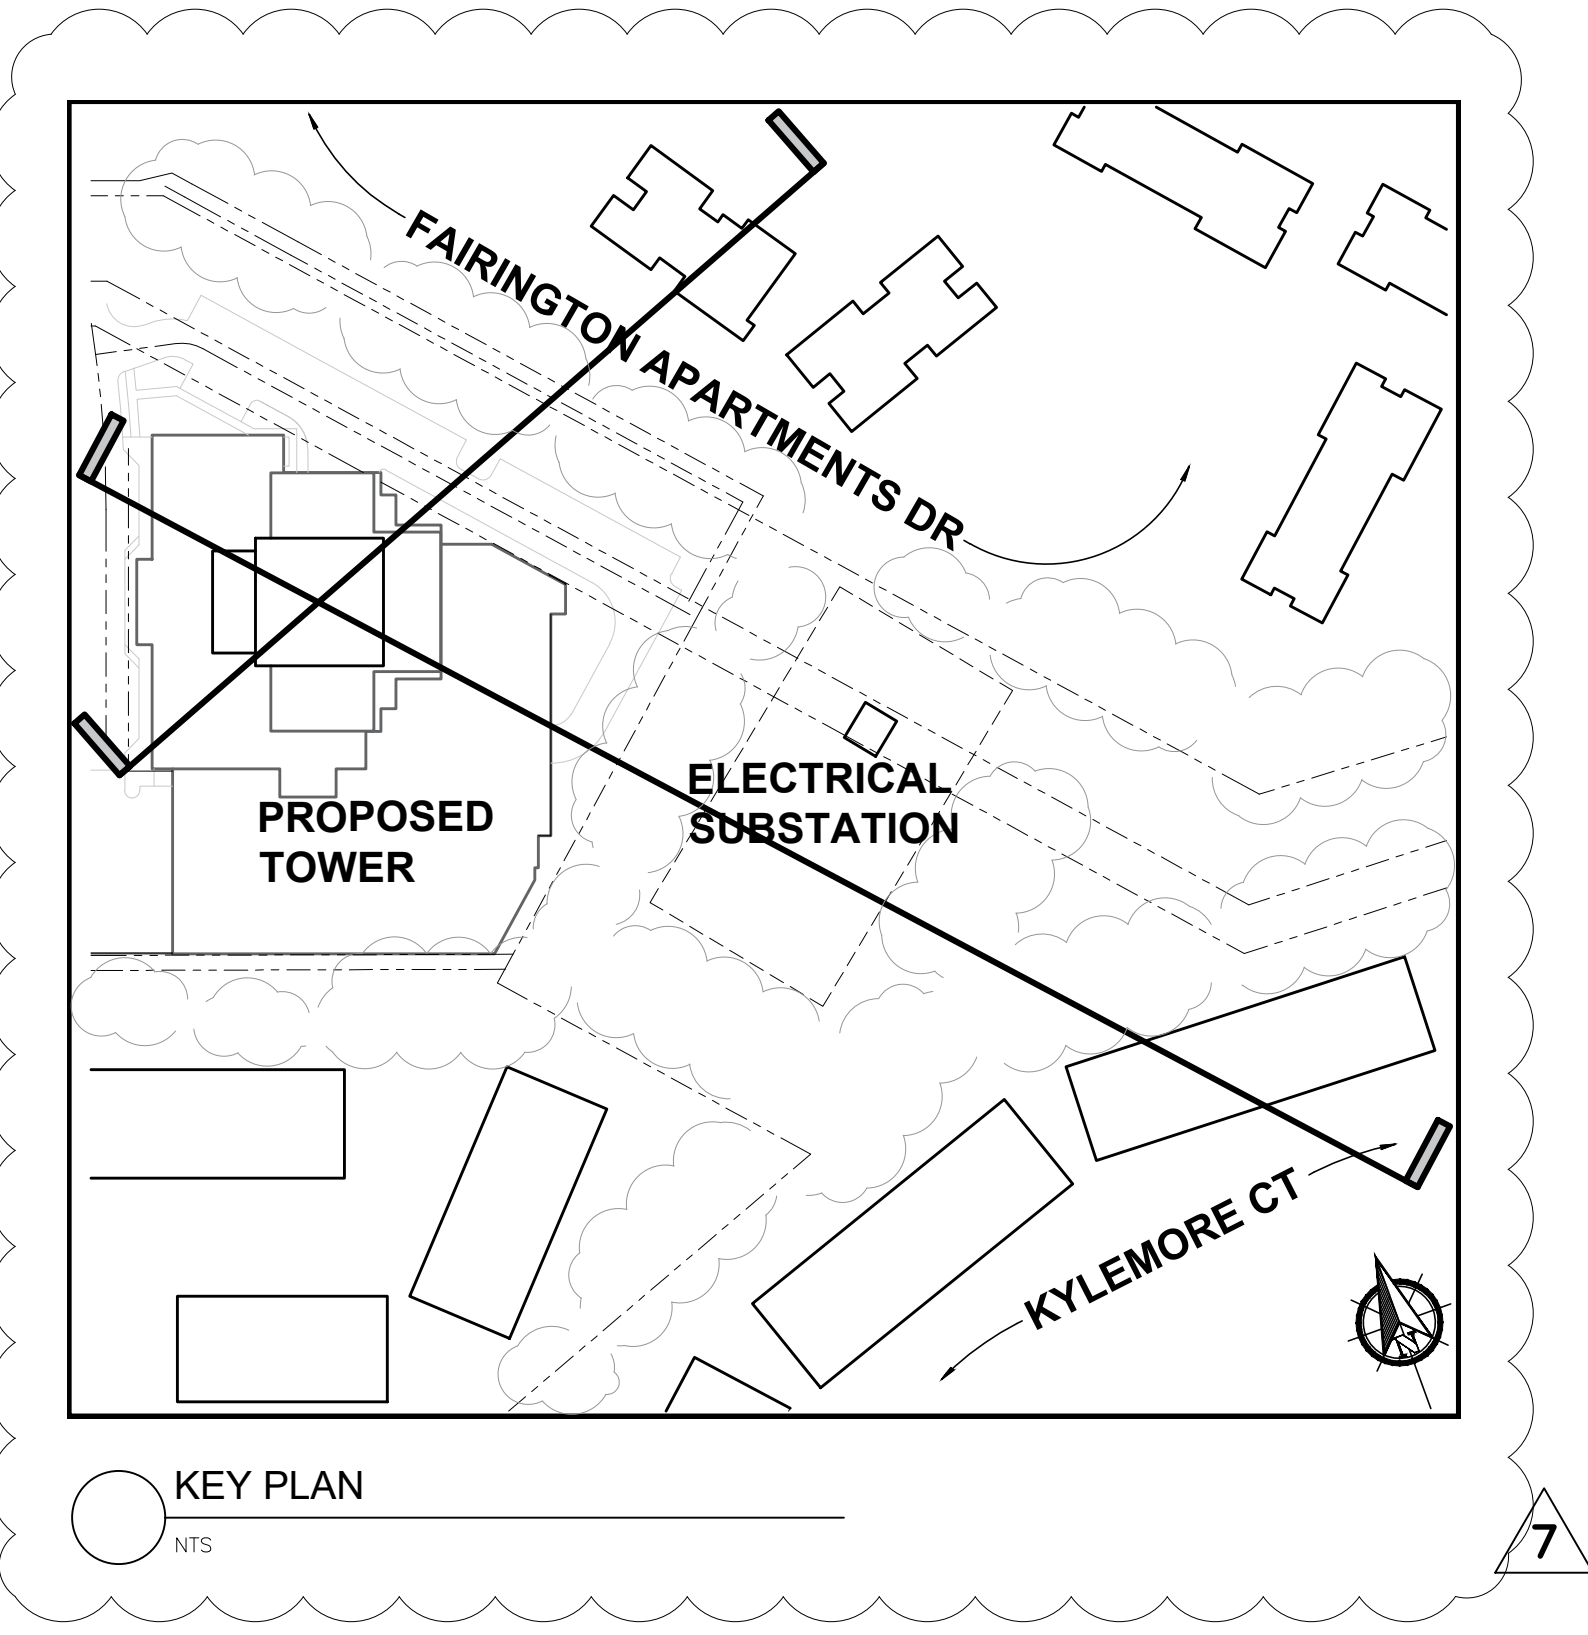 FAIRINGTON APARTMENTS DR
ELECTRICAL
SUBSTATION
PROPOSED
TOWER
KYLEMORE CT
N
KEY PLAN
NTS
7